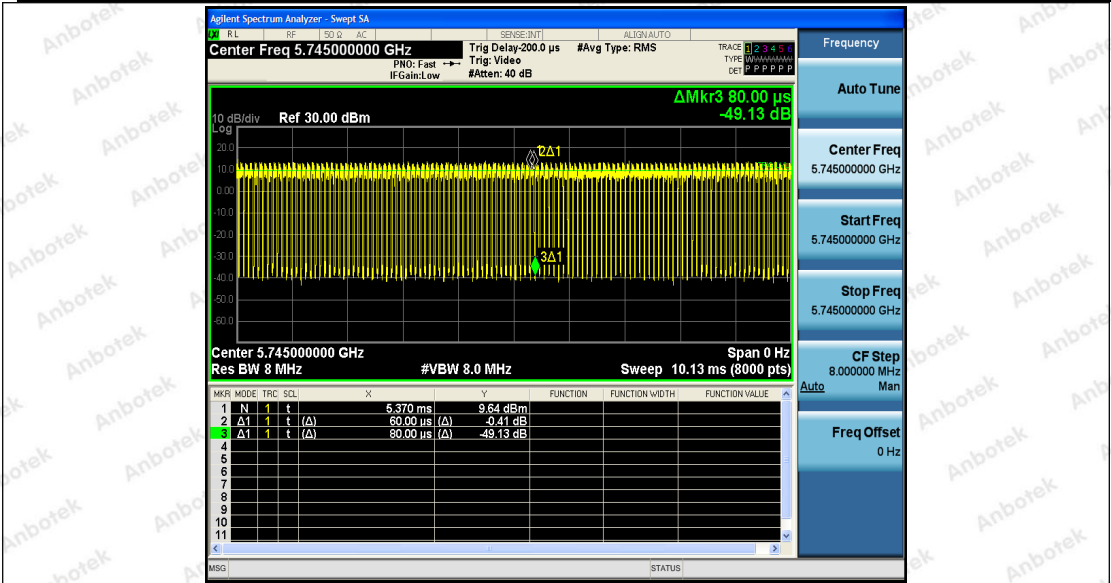 Agilent Spectrum Analyzer - Swept SA
RL RF 50 Ω AC SENSE:INT ALIGNAUTO
Center Freq 5.745000000 GHz
PNO: Fast
IFGain:Low
Trig Delay-200.0 µs #Avg Type: RMS
Trig: Video
#Atten: 40 dB
TRACE 1 2 3 4 5 6
TYPE
DET P P P P P P
ΔMkr3 80.00 µs
-49.13 dB
10 dB/div Ref 30.00 dBm
Log
20.0
10.0
0.00
-10.0
-20.0
-30.0
-40.0
-50.0
-60.0
2Δ1
3Δ1
Center 5.745000000 GHz Span 0 Hz
Res BW 8 MHz #VBW 8.0 MHz Sweep 10.13 ms (8000 pts)
MKR MODE TRC SCL X Y FUNCTION FUNCTION WIDTH FUNCTION VALUE
1 N 1 t 5.370 ms 9.64 dBm
2 Δ1 1 t (Δ) 60.00 µs (Δ) -0.41 dB
3 Δ1 1 t (Δ) 80.00 µs (Δ) -49.13 dB
4
5
6
7
8
9
10
11
MSG STATUS
Frequency
Auto Tune
Center Freq
5.745000000 GHz
Start Freq
5.745000000 GHz
Stop Freq
5.745000000 GHz
CF Step
8.000000 MHz
Auto Man
Freq Offset
0 Hz
Anbotek